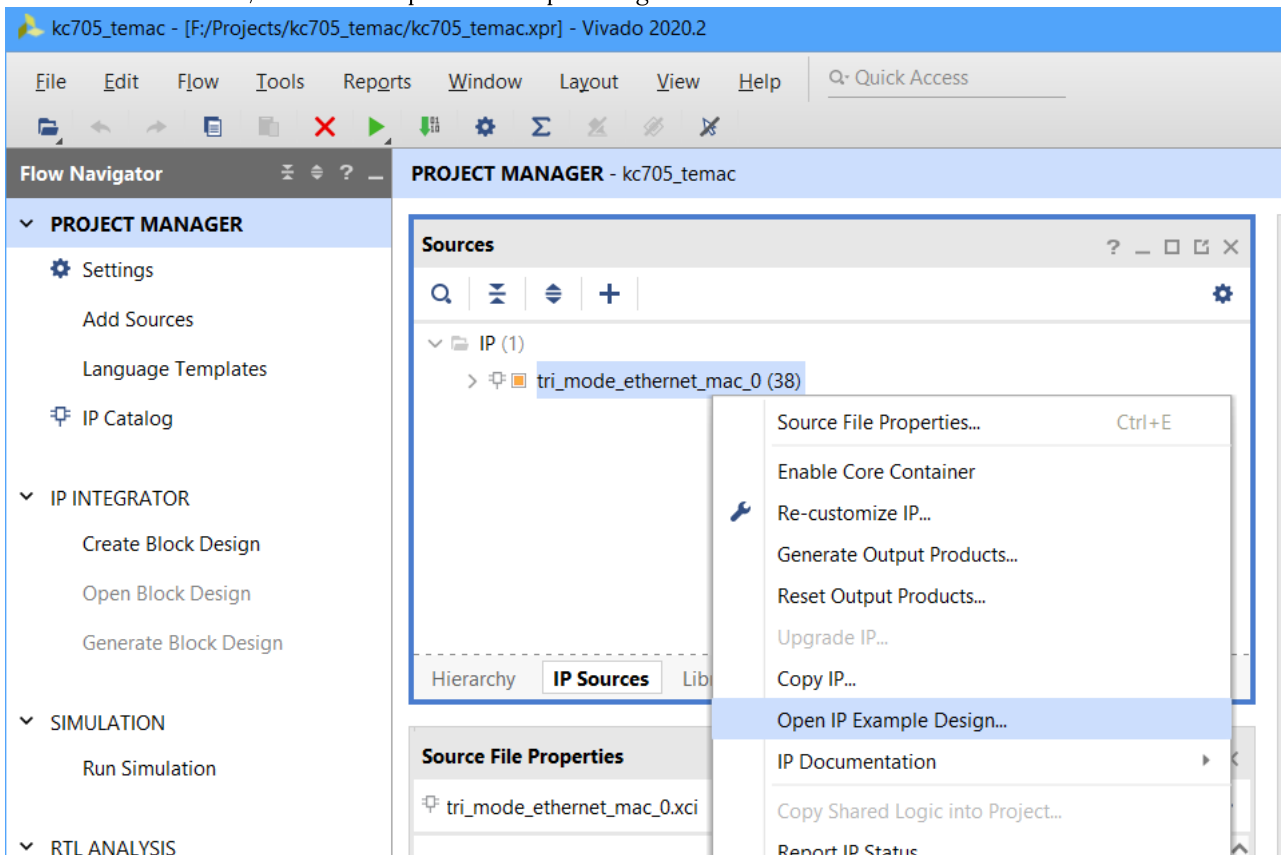 kc705_temac - [F:/Projects/kc705_temac/kc705_temac.xpr] - Vivado 2020.2
File Edit Flow Tools Reports Window Layout View Help Quick Access
Flow Navigator
PROJECT MANAGER - kc705_temac
PROJECT MANAGER
Settings
Add Sources
Language Templates
IP Catalog
IP INTEGRATOR
Create Block Design
Open Block Design
Generate Block Design
SIMULATION
Run Simulation
RTL ANALYSIS
Sources
IP (1)
tri_mode_ethernet_mac_0 (38)
Hierarchy IP Sources
Source File Properties
tri_mode_ethernet_mac_0.xci
Source File Properties... Ctrl+E
Enable Core Container
Re-customize IP...
Generate Output Products...
Reset Output Products...
Upgrade IP...
Copy IP...
Open IP Example Design...
IP Documentation
Copy Shared Logic into Project...
Report IP Status